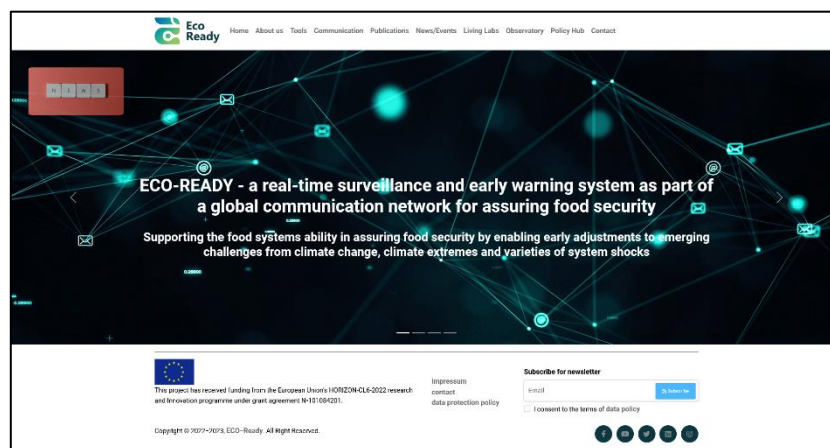 Eco
Ready
Home About us Tools Communication Publications News/Events Living Labs Observatory Policy Hub Contact
ECO-READY - a real-time surveillance and early warning system as part of
a global communication network for assuring food security
Supporting the food systems ability in assuring food security by enabling early adjustments to emerging
challenges from climate change, climate extremes and varieties of system shocks
This project has received funding from the European Union's HORIZON-CL6-2022 research
and Innovation programme under grant agreement Nº101084201.
Copyright © 2022-2023, ECO-Ready. All Right Reserved.
Impressum
contact
data protection policy
Subscribe for newsletter
Email
Subscribe
I consent to the terms of data policy